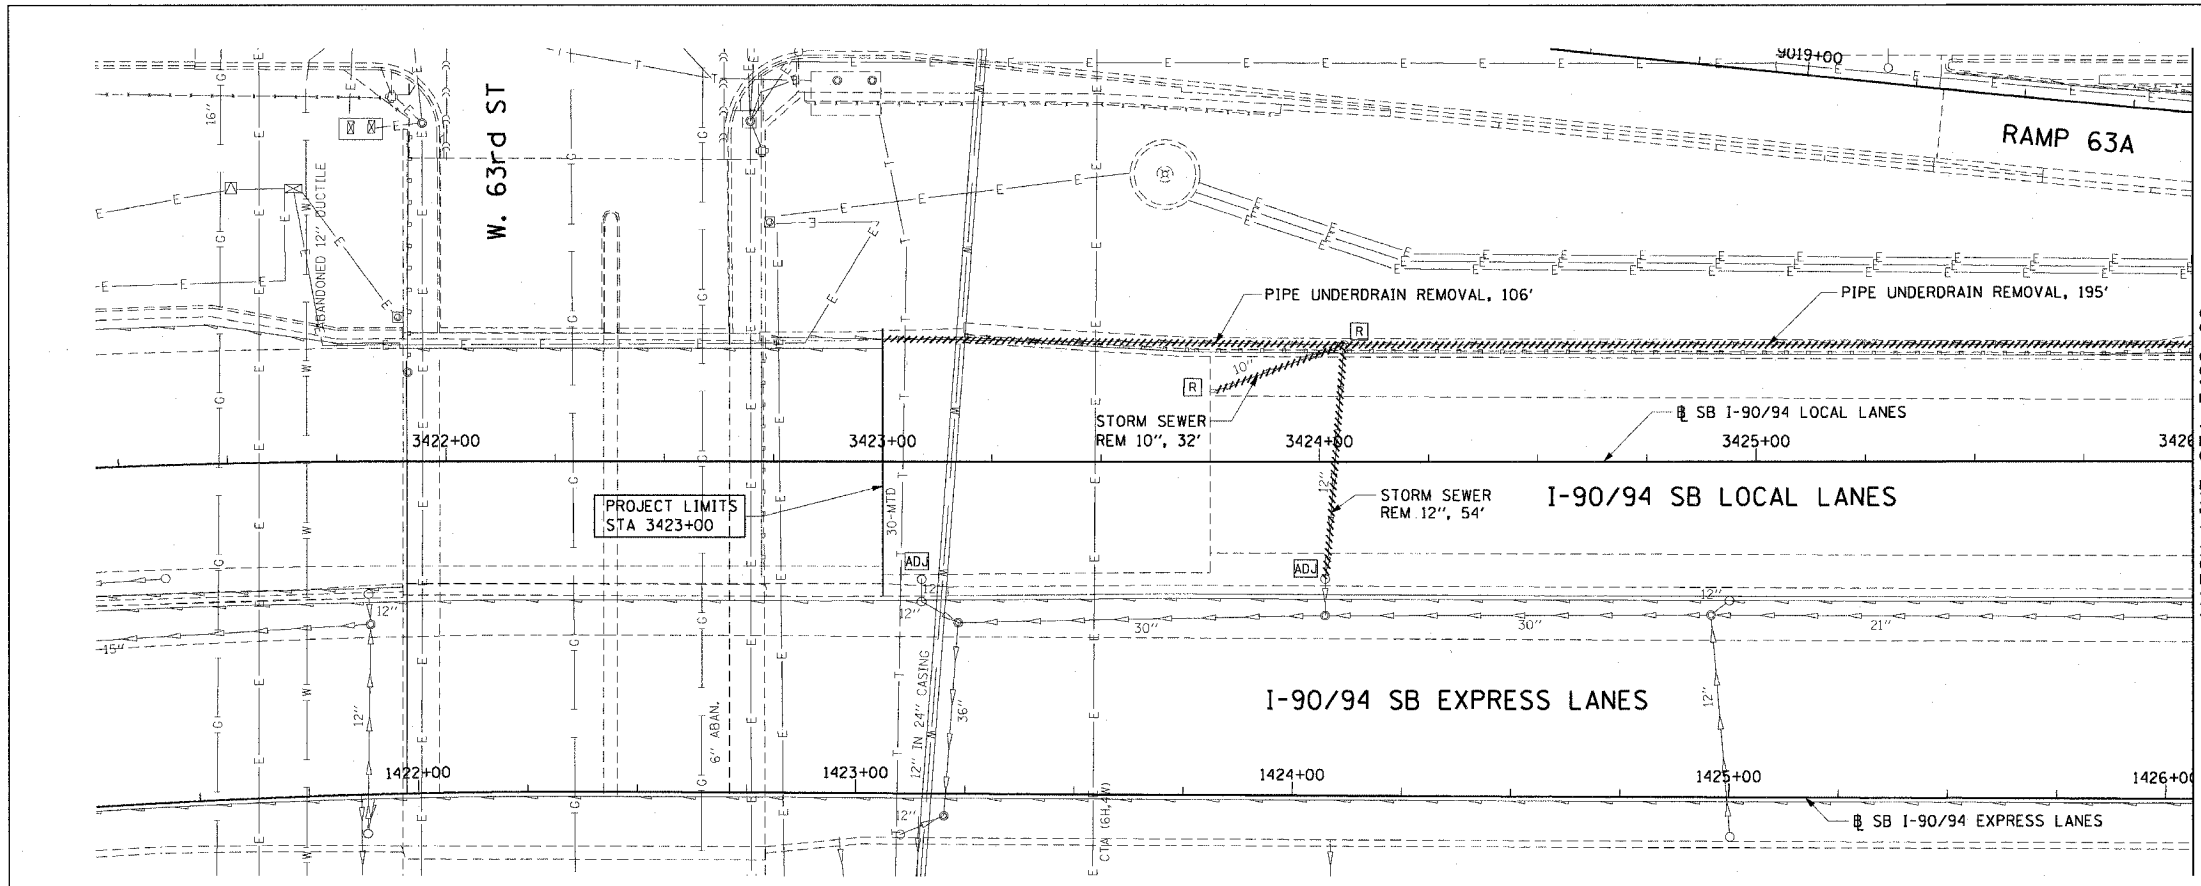 9019+00
RAMP 63A
16"
W. 63rd ST
ABANDONED 12" DUCTILE
PIPE UNDERDRAIN REMOVAL, 106'
PIPE UNDERDRAIN REMOVAL, 195'
R
R
10"
STORM SEWER
REM 10", 32'
SB I-90/94 LOCAL LANES
3422+00
3423+00
3424+00
3425+00
3426
PROJECT LIMITS
STA 3423+00
30-MTD
12"
STORM SEWER
REM 12", 54'
I-90/94 SB LOCAL LANES
ADJ
ADJ
12"
12"
12"
12"
30"
30"
21"
15"
12"
6" ABAN.
12" IN 24" CASING
36"
I-90/94 SB EXPRESS LANES
12"
1422+00
1423+00
1424+00
1425+00
1426+00
12"
CTAN (6H,4W)
SB I-90/94 EXPRESS LANES